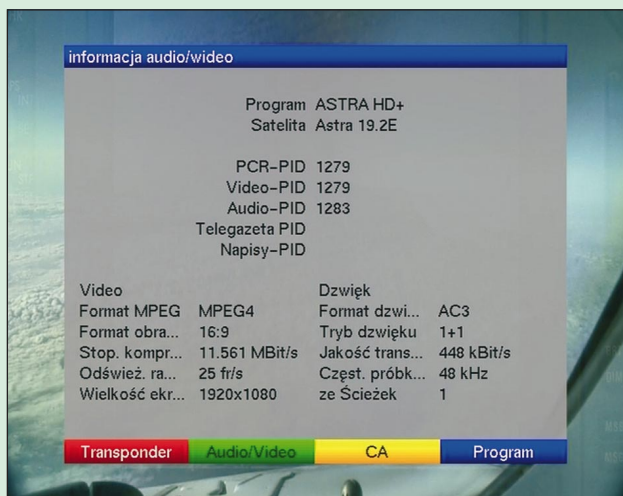 informacja audio/wideo
Program ASTRA HD+
Satelita Astra 19.2E
PCR-PID 1279
Video-PID 1279
Audio-PID 1283
Telegazeta PID
Napisy-PID
Video
Format MPEG MPEG4
Format obra... 16:9
Stop. kompr... 11.561 MBit/s
Odśwież. ra... 25 fr/s
Wielkość ekr... 1920x1080
Dzwięk
Format dzwi... AC3
Tryb dzwięku 1+1
Jakość trans... 448 kBit/s
Częst. próbk... 48 kHz
ze Ścieżek 1
Transponder Audio/Video CA Program